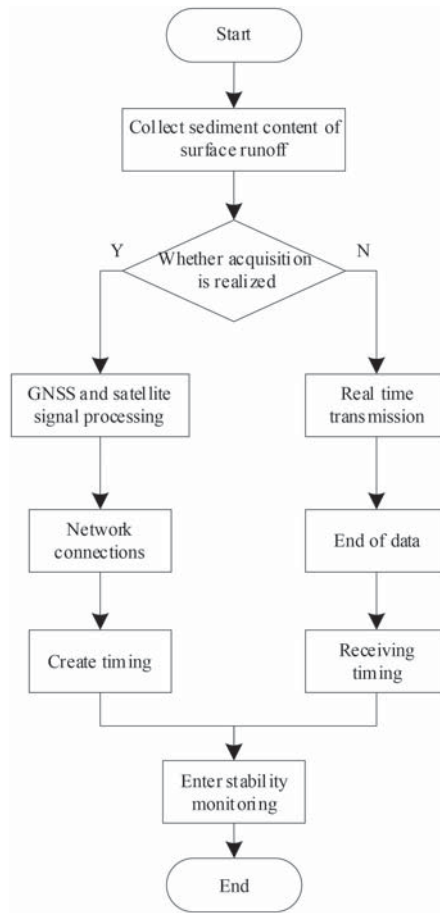 Start
Collect sediment content of
surface runoff
Y
N
Whether acquisition
is realized
GNSS and satellite
signal processing
Real time
transmission
Network
connections
End of data
Create timing
Receiving
timing
Enter stability
monitoring
End